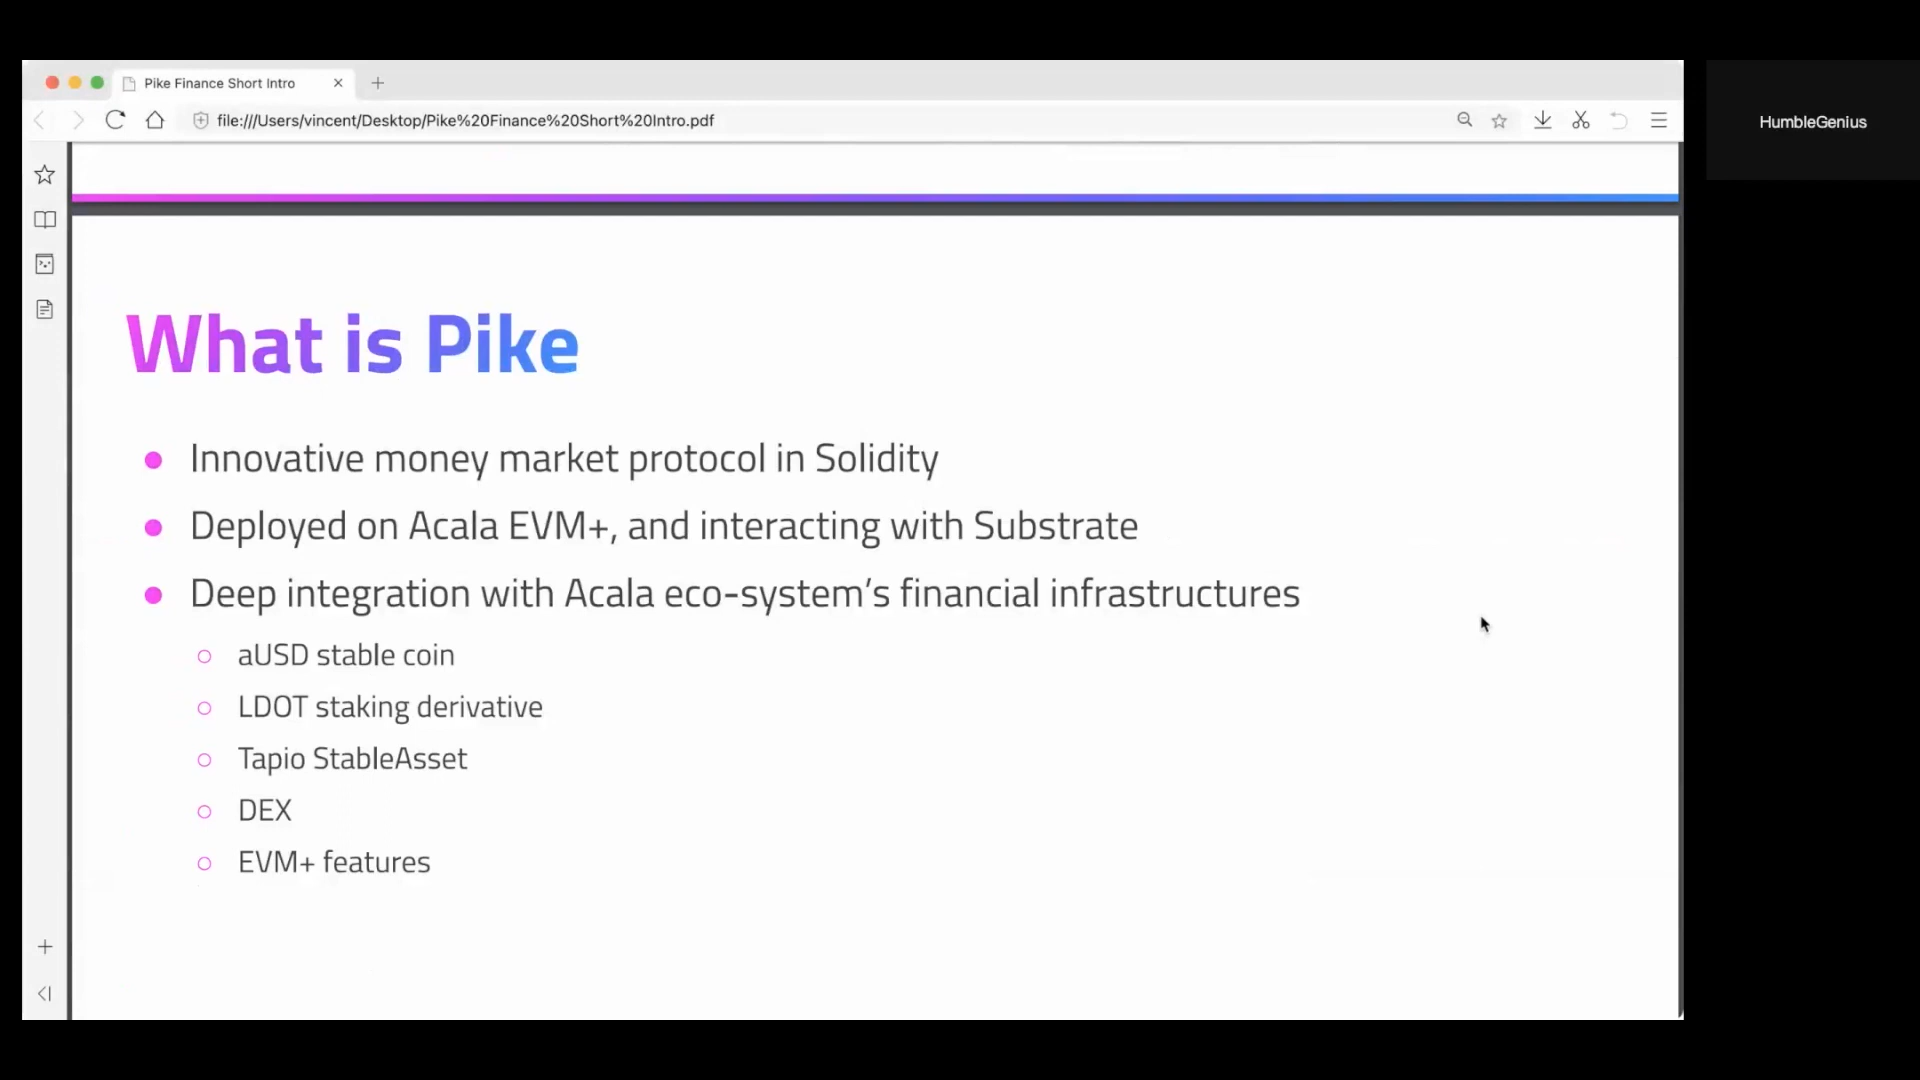 Pike Finance Short Intro
file:///Users/vincent/Desktop/Pike%20Finance%20Short%20Intro.pdf
HumbleGenius
What is Pike
Innovative money market protocol in Solidity
Deployed on Acala EVM+, and interacting with Substrate
Deep integration with Acala eco-system's financial infrastructures
aUSD stable coin
LDOT staking derivative
Tapio StableAsset
DEX
EVM+ features